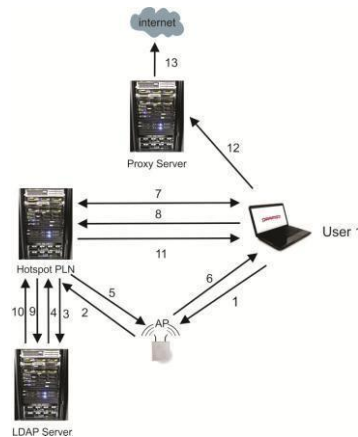 internet
13
Proxy Server
12
7
8
11
User 1
Hotspot PLN
5
6
2
AP
1
10
9
4
3
LDAP Server